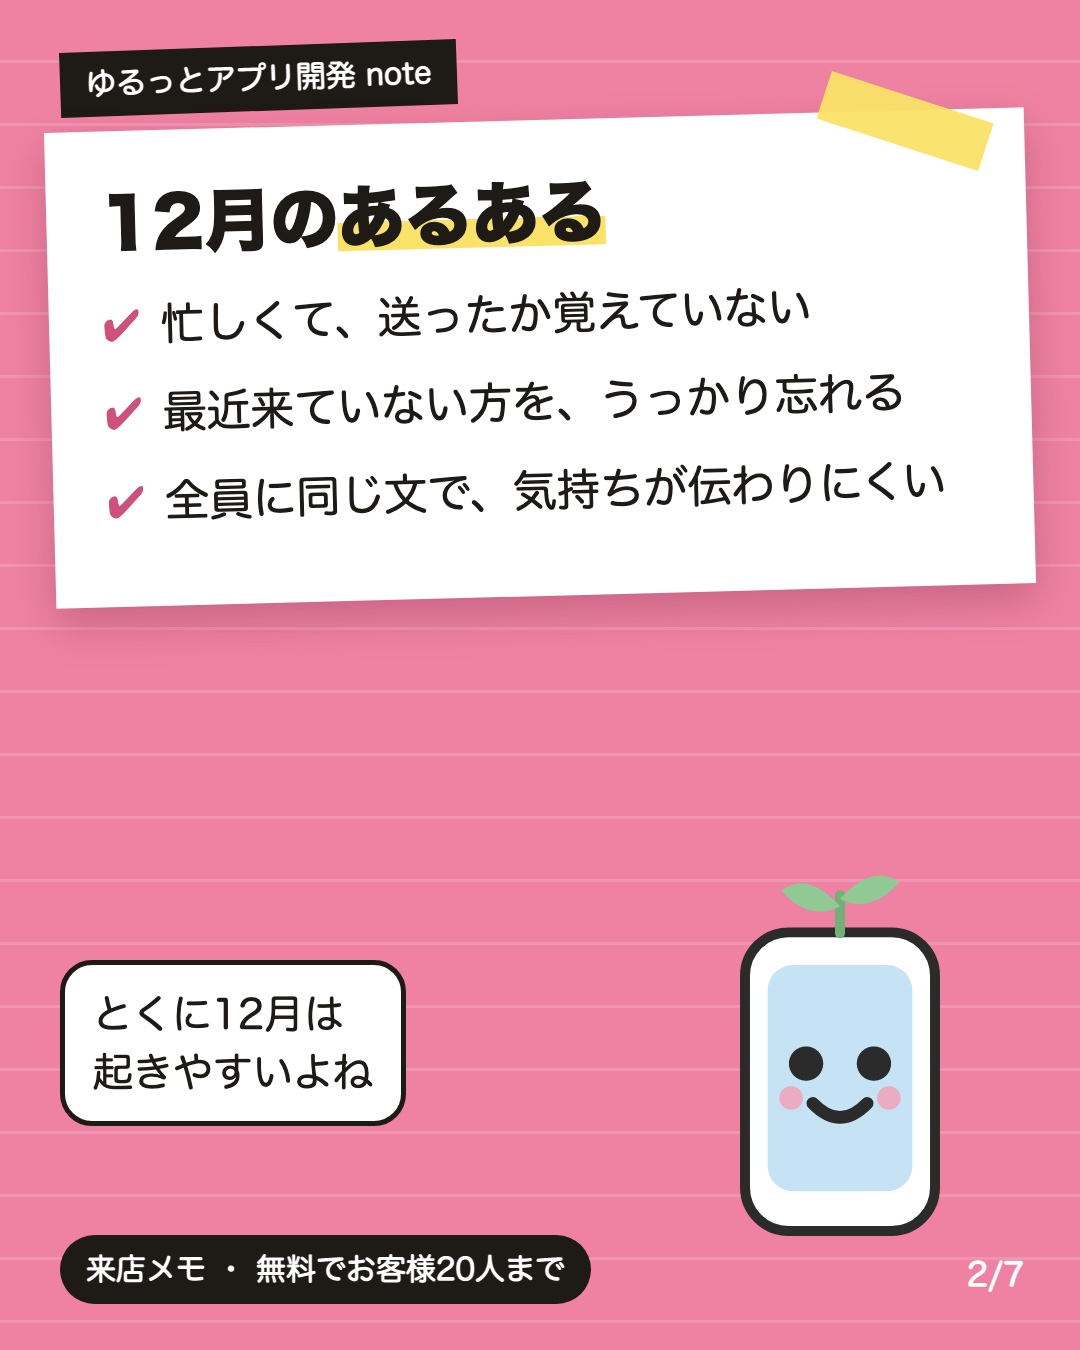 ゆるっとアプリ開発 note
12月のあるある
✔ 忙しくて、送ったか覚えていない
✔ 最近来ていない方を、うっかり忘れる
✔ 全員に同じ文で、気持ちが伝わりにくい
とくに12月は
起きやすいよね
来店メモ ・ 無料でお客様20人まで
2/7